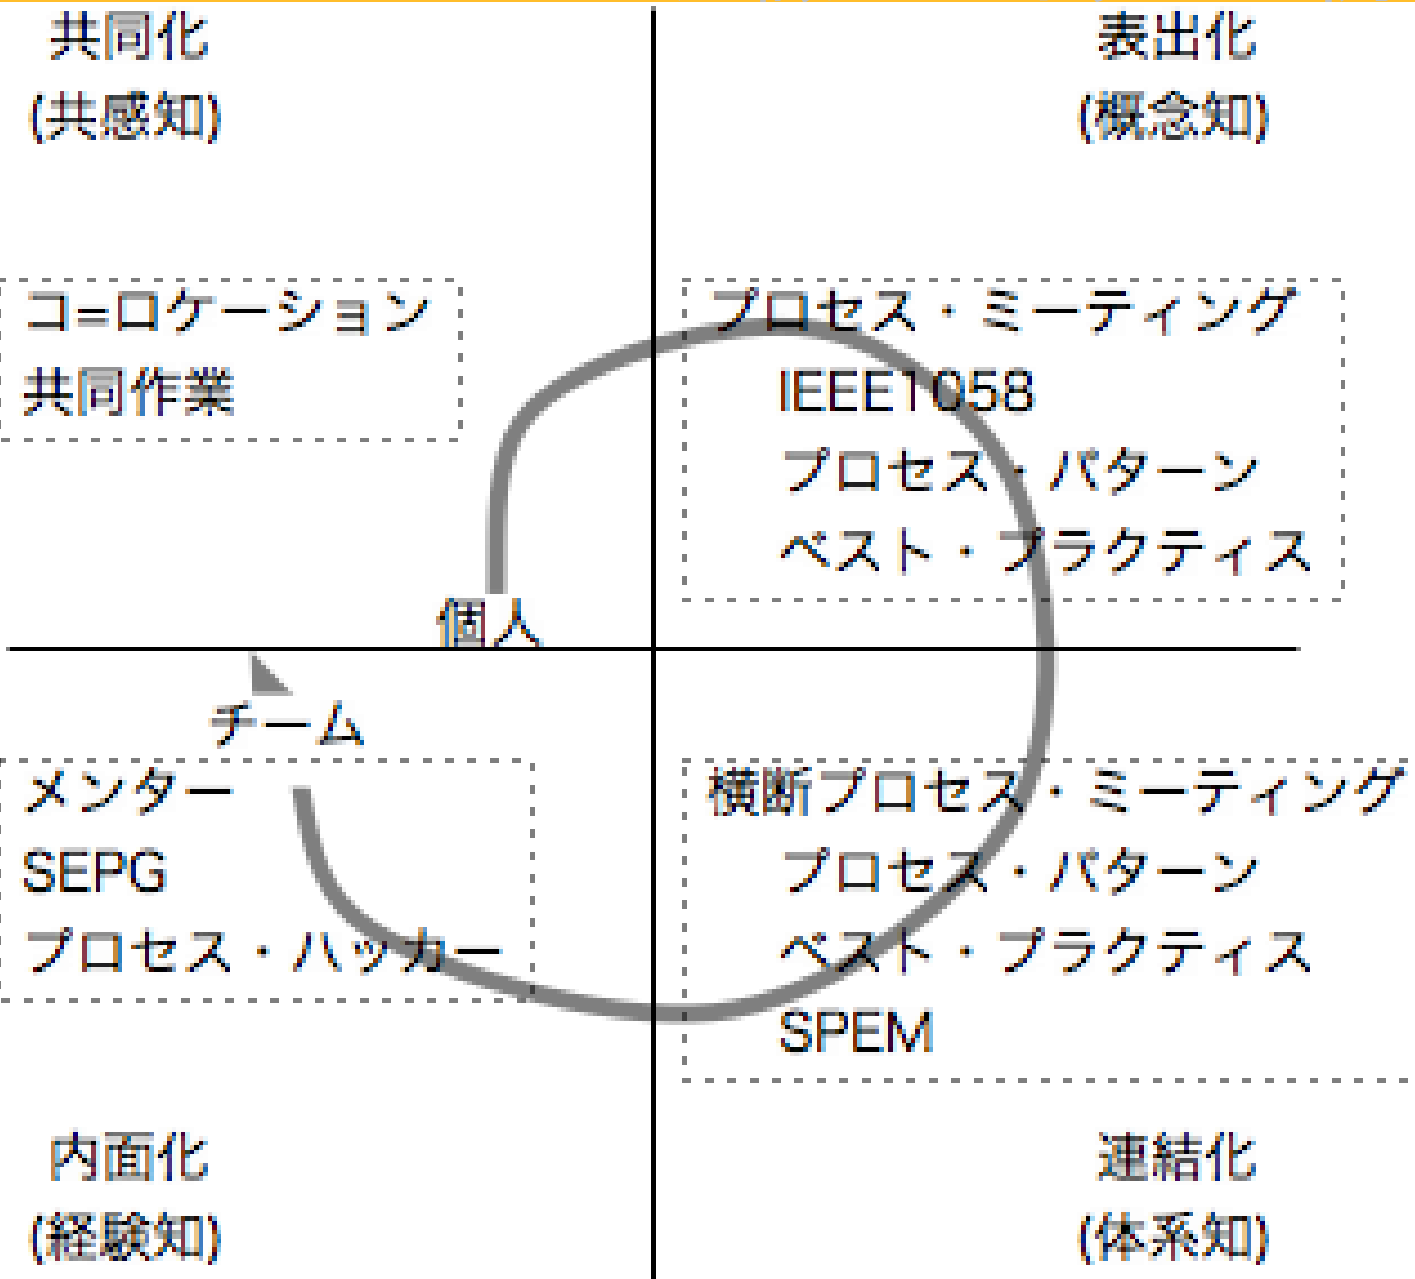 共同化
(共感知)
表出化
(概念知)
コ=ロケーション
共同作業
プロセス・ミーティング
IEEE1058
プロセス・パターン
ベスト・プラクティス
個人
チーム
メンター
SEPG
プロセス・ハッカー
横断プロセス・ミーティング
プロセス・パターン
ベスト・プラクティス
SPEM
内面化
(経験知)
連結化
(体系知)